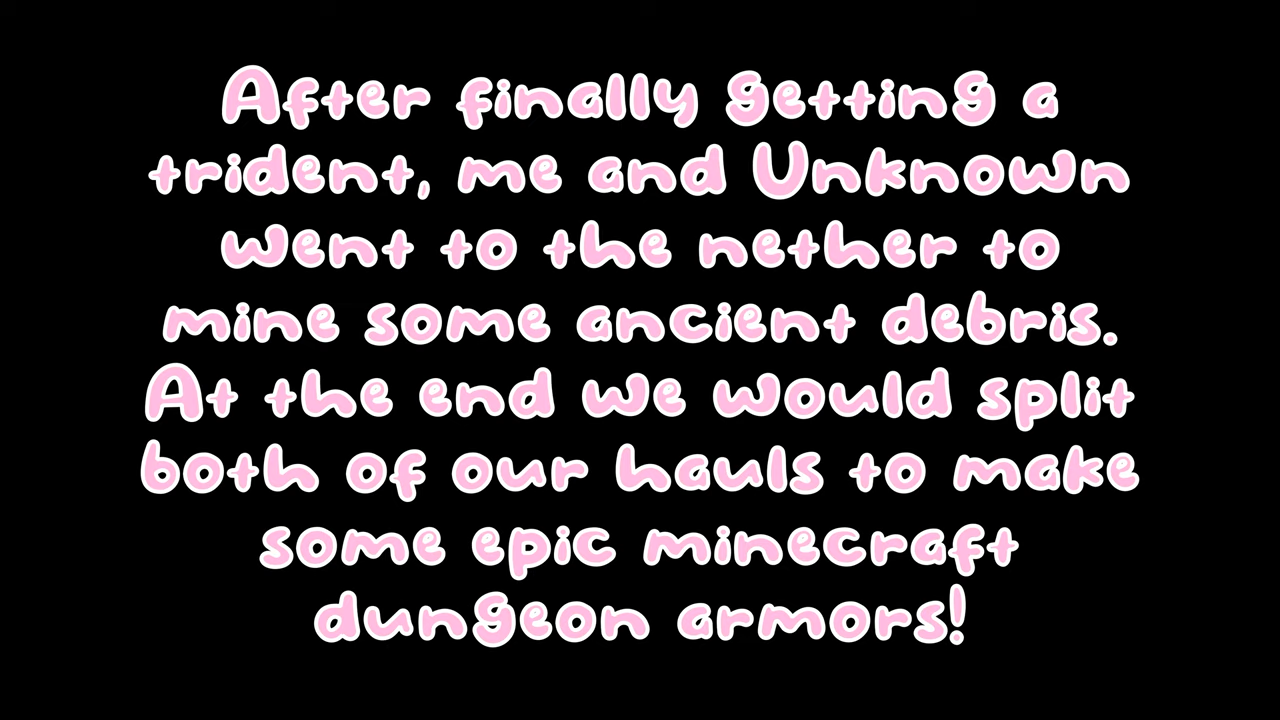 After finally getting a
trident, me and Unknown
went to the nether to
mine some ancient debris.
At the end we would split
both of our hauls to make
some epic minecraft
dungeon armors!